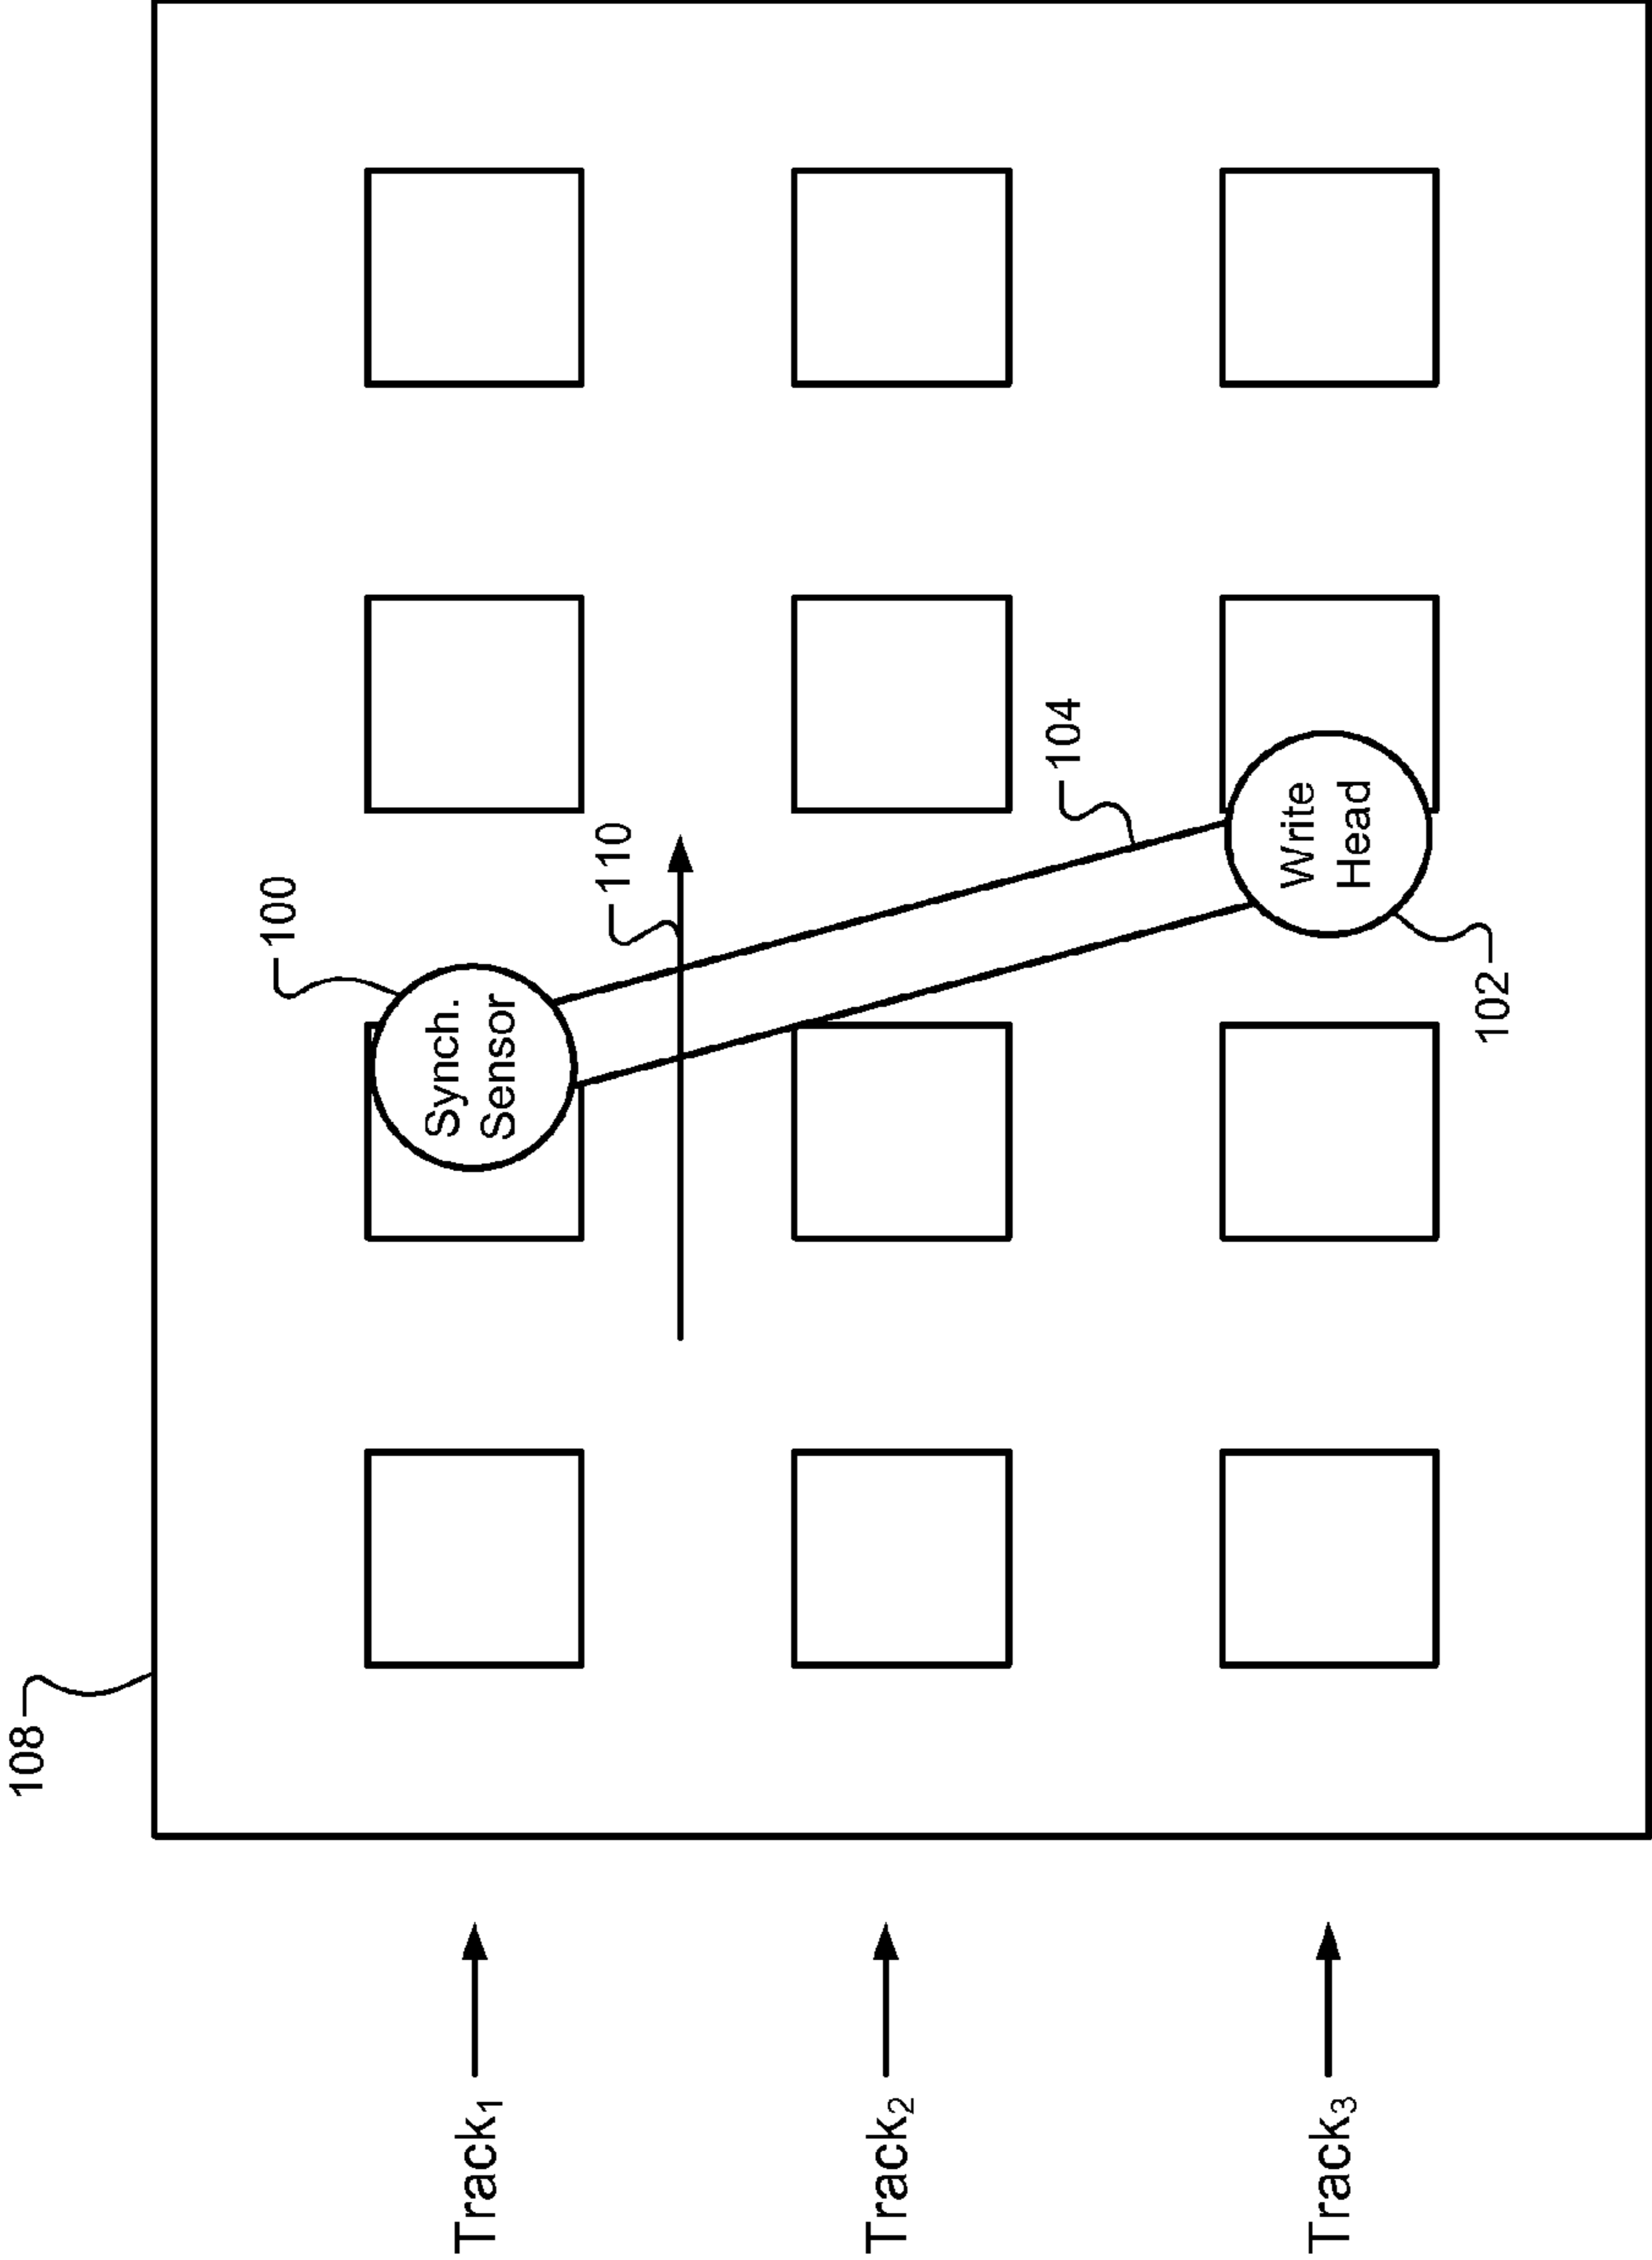 108
100
Track₁
Synch.
Sensor
110
Track₂
104
Track₃
Write
Head
102